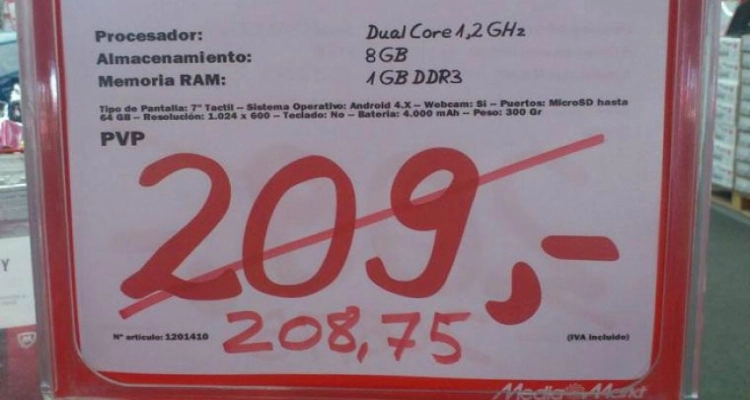 Procesador: Dual Core 1,2 GHz
Almacenamiento: 8GB
Memoria RAM: 1GB DDR3
Tipo de Pantalla: 7" Tactil – Sistema Operativo: Android 4.X – Webcam: Si – Puertos: MicroSD hasta
64 GB – Resolución: 1.024 x 600 – Teclado: No – Bateria: 4.000 mAh – Peso: 300 Gr
PVP
209,-
208,75
Nº artículo: 1201410
(IVA incluido)
Media Markt